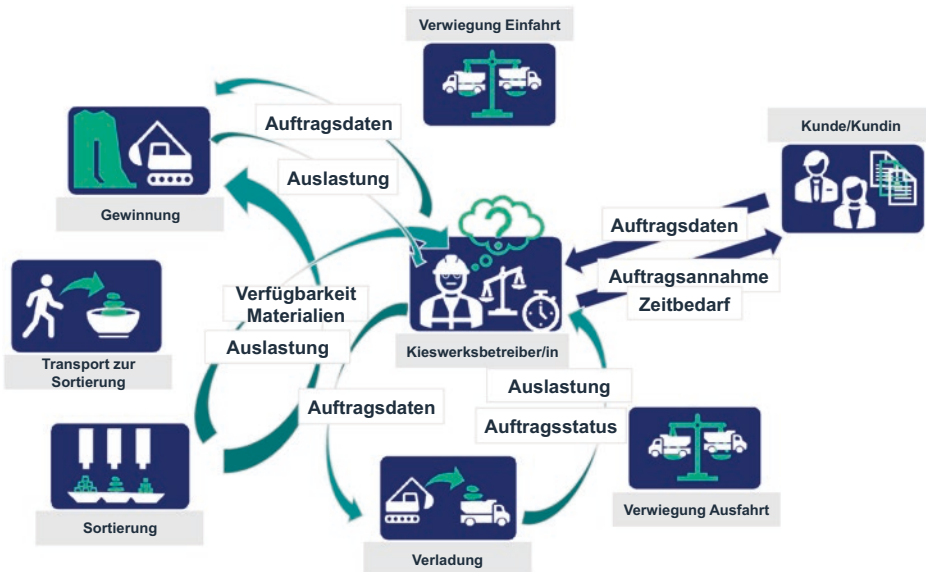 Verwiegung Einfahrt
Kunde/Kundin
Auftragsdaten
Auslastung
Gewinnung
Auftragsdaten
Auftragsannahme
Zeitbedarf
Verfügbarkeit
Materialien
Auslastung
Kieswerksbetreiber/in
Transport zur
Sortierung
Auslastung
Auftragsdaten
Auftragsstatus
Sortierung
Verladung
Verwiegung Ausfahrt